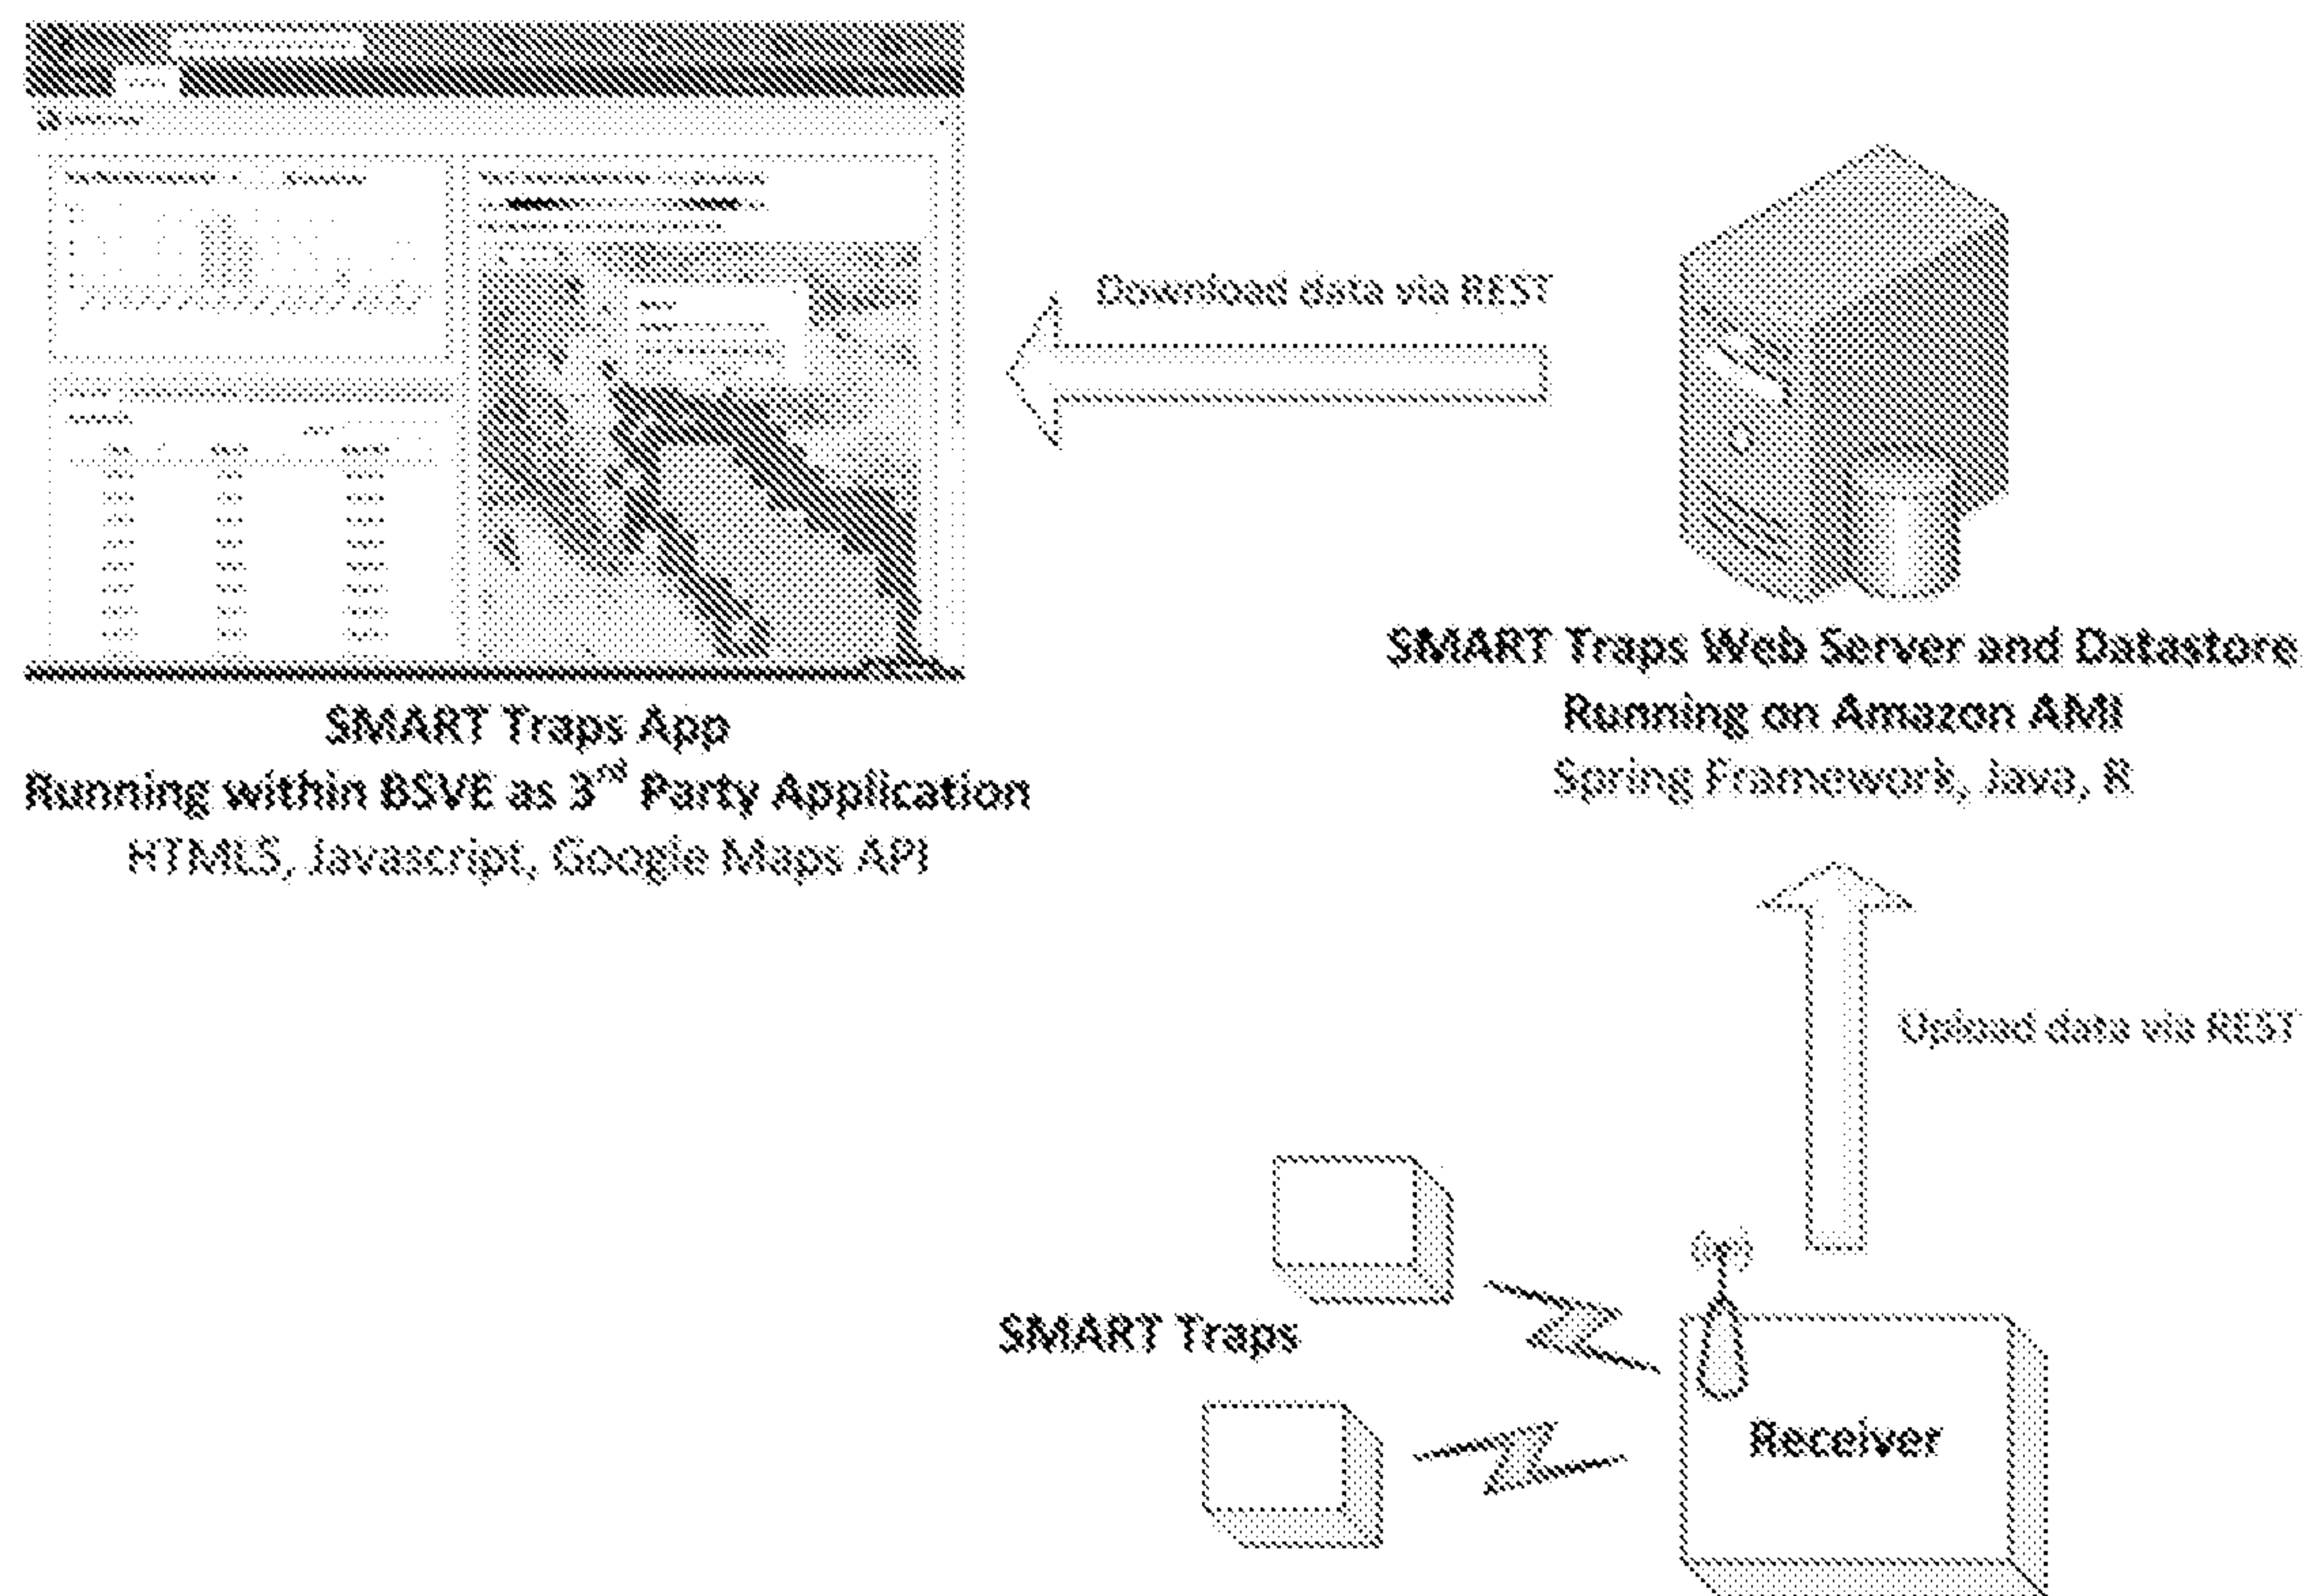 Download data via REST
SMART Traps Web Server and Datastore
Running on Amazon AMI
Spring Framework, Java, R
SMART Traps App
Running within BSVE as 3rd Party Application
HTML5, Javascript, Google Maps API
Upload data via REST
SMART Traps
Receiver